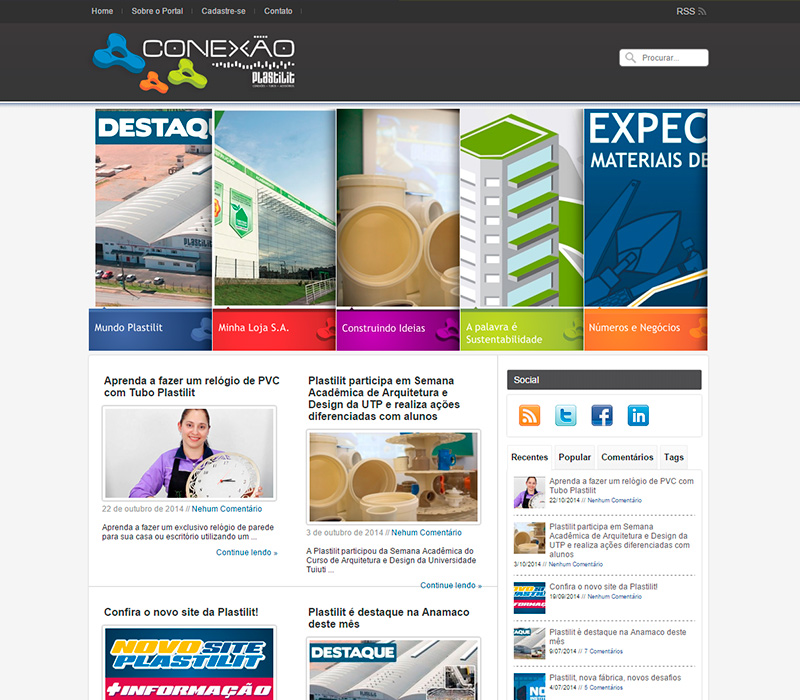 Home
Sobre o Portal
Cadastre-se
Contato
RSS
CONEXÃO
PLASTILIT
Procurar...
DESTAQU
EXPEC
MATERIAIS DE
PLASTILIT
Mundo Plastilit
Minha Loja S.A.
Construindo Ideias
A palavra é
Sustentabilidade
Números e Negócios
Aprenda a fazer um relógio de PVC
com Tubo Plastilit
22 de outubro de 2014 // Nehum Comentário
Aprenda a fazer um exclusivo relógio de parede
para sua casa ou escritório utilizando um ...
Continue lendo »
Plastilit participa em Semana
Acadêmica de Arquitetura e
Design da UTP e realiza ações
diferenciadas com alunos
3 de outubro de 2014 // Nehum Comentário
A Plastilit participou da Semana Acadêmica do
Curso de Arquitetura e Design da Universidade
Tuiuti ...
Continue lendo »
Confira o novo site da Plastilit!
NOVO SITE
PLASTILIT
+INFORMAÇÃO
Plastilit é destaque na Anamaco
deste mês
DESTAQUE
Social
Recentes
Popular
Comentários
Tags
Aprenda a fazer um relógio de PVC com
Tubo Plastilit
22/10/2014 // Nenhum Comentário
Plastilit participa em Semana
Acadêmica de Arquitetura e Design da
UTP e realiza ações diferenciadas com
alunos
3/10/2014 // Nenhum Comentário
Confira o novo site da Plastilit!
19/09/2014 // Nenhum Comentário
Plastilit é destaque na Anamaco deste
mês
9/07/2014 // 7 Comentários
Plastilit, nova fábrica, novos desafios
4/07/2014 // 5 Comentários